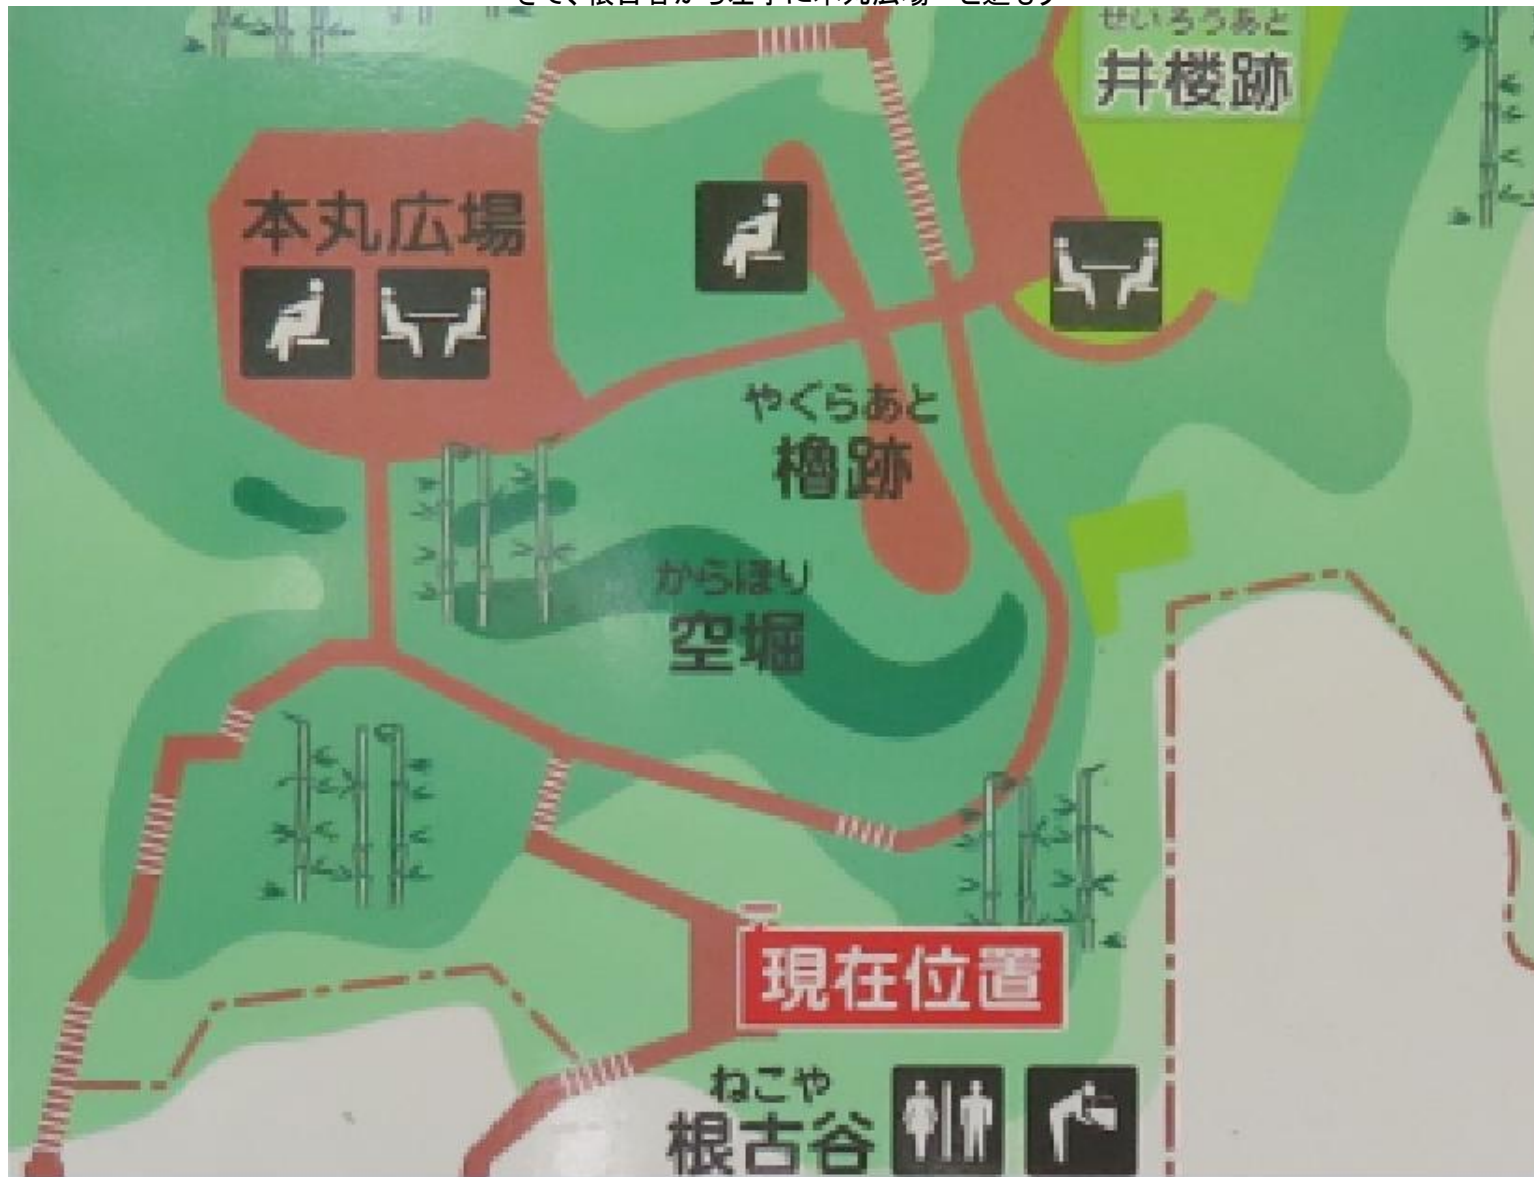 せいろうあと
井楼跡
本丸広場
やぐらあと
櫓跡
からほり
空堀
現在位置
ねこや
根古谷